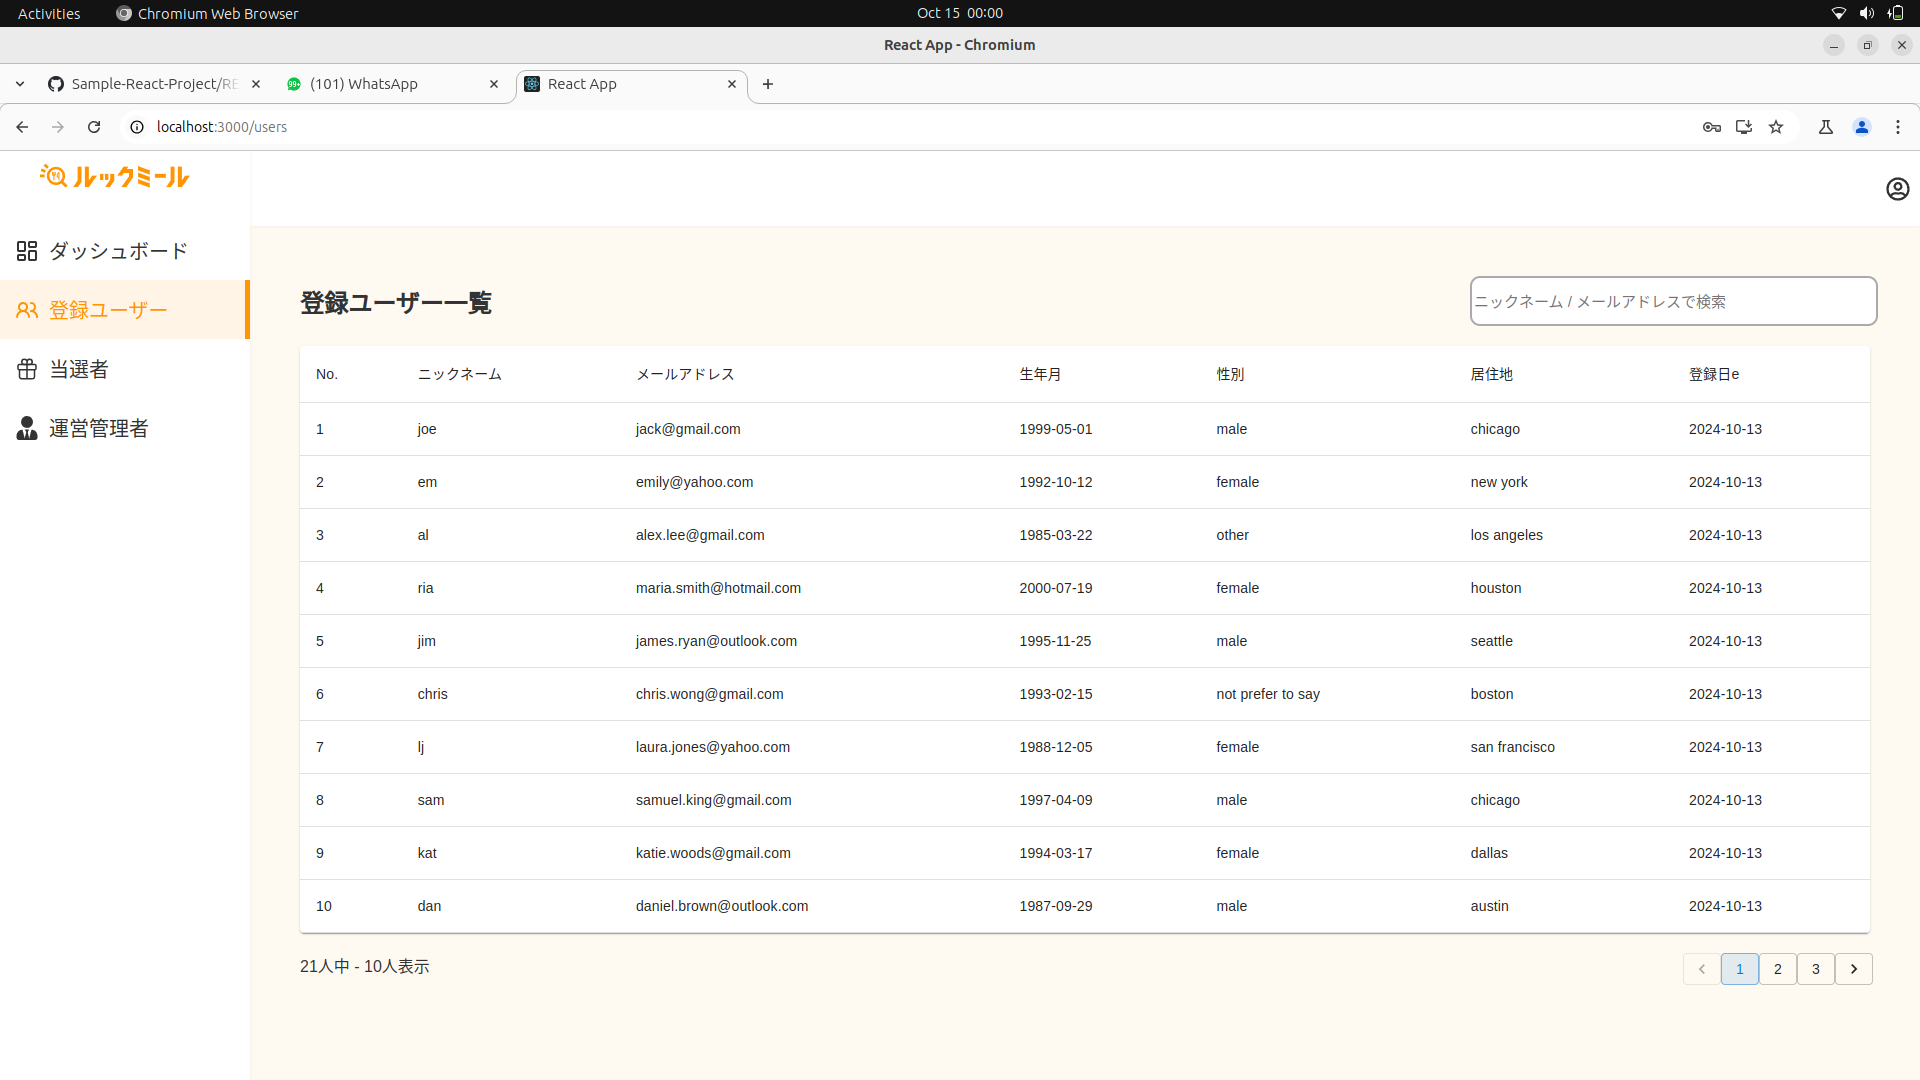 Activities Chromium Web Browser Oct 15 00:00
React App - Chromium
Sample-React-Project/RE (101) WhatsApp React App
localhost:3000/users
ルックミール
ダッシュボード
登録ユーザー
当選者
運営管理者
登録ユーザー一覧
ニックネーム / メールアドレスで検索
No. ニックネーム メールアドレス 生年月 性別 居住地 登録日e
1 joe jack@gmail.com 1999-05-01 male chicago 2024-10-13
2 em emily@yahoo.com 1992-10-12 female new york 2024-10-13
3 al alex.lee@gmail.com 1985-03-22 other los angeles 2024-10-13
4 ria maria.smith@hotmail.com 2000-07-19 female houston 2024-10-13
5 jim james.ryan@outlook.com 1995-11-25 male seattle 2024-10-13
6 chris chris.wong@gmail.com 1993-02-15 not prefer to say boston 2024-10-13
7 lj laura.jones@yahoo.com 1988-12-05 female san francisco 2024-10-13
8 sam samuel.king@gmail.com 1997-04-09 male chicago 2024-10-13
9 kat katie.woods@gmail.com 1994-03-17 female dallas 2024-10-13
10 dan daniel.brown@outlook.com 1987-09-29 male austin 2024-10-13
21人中 - 10人表示
1 2 3